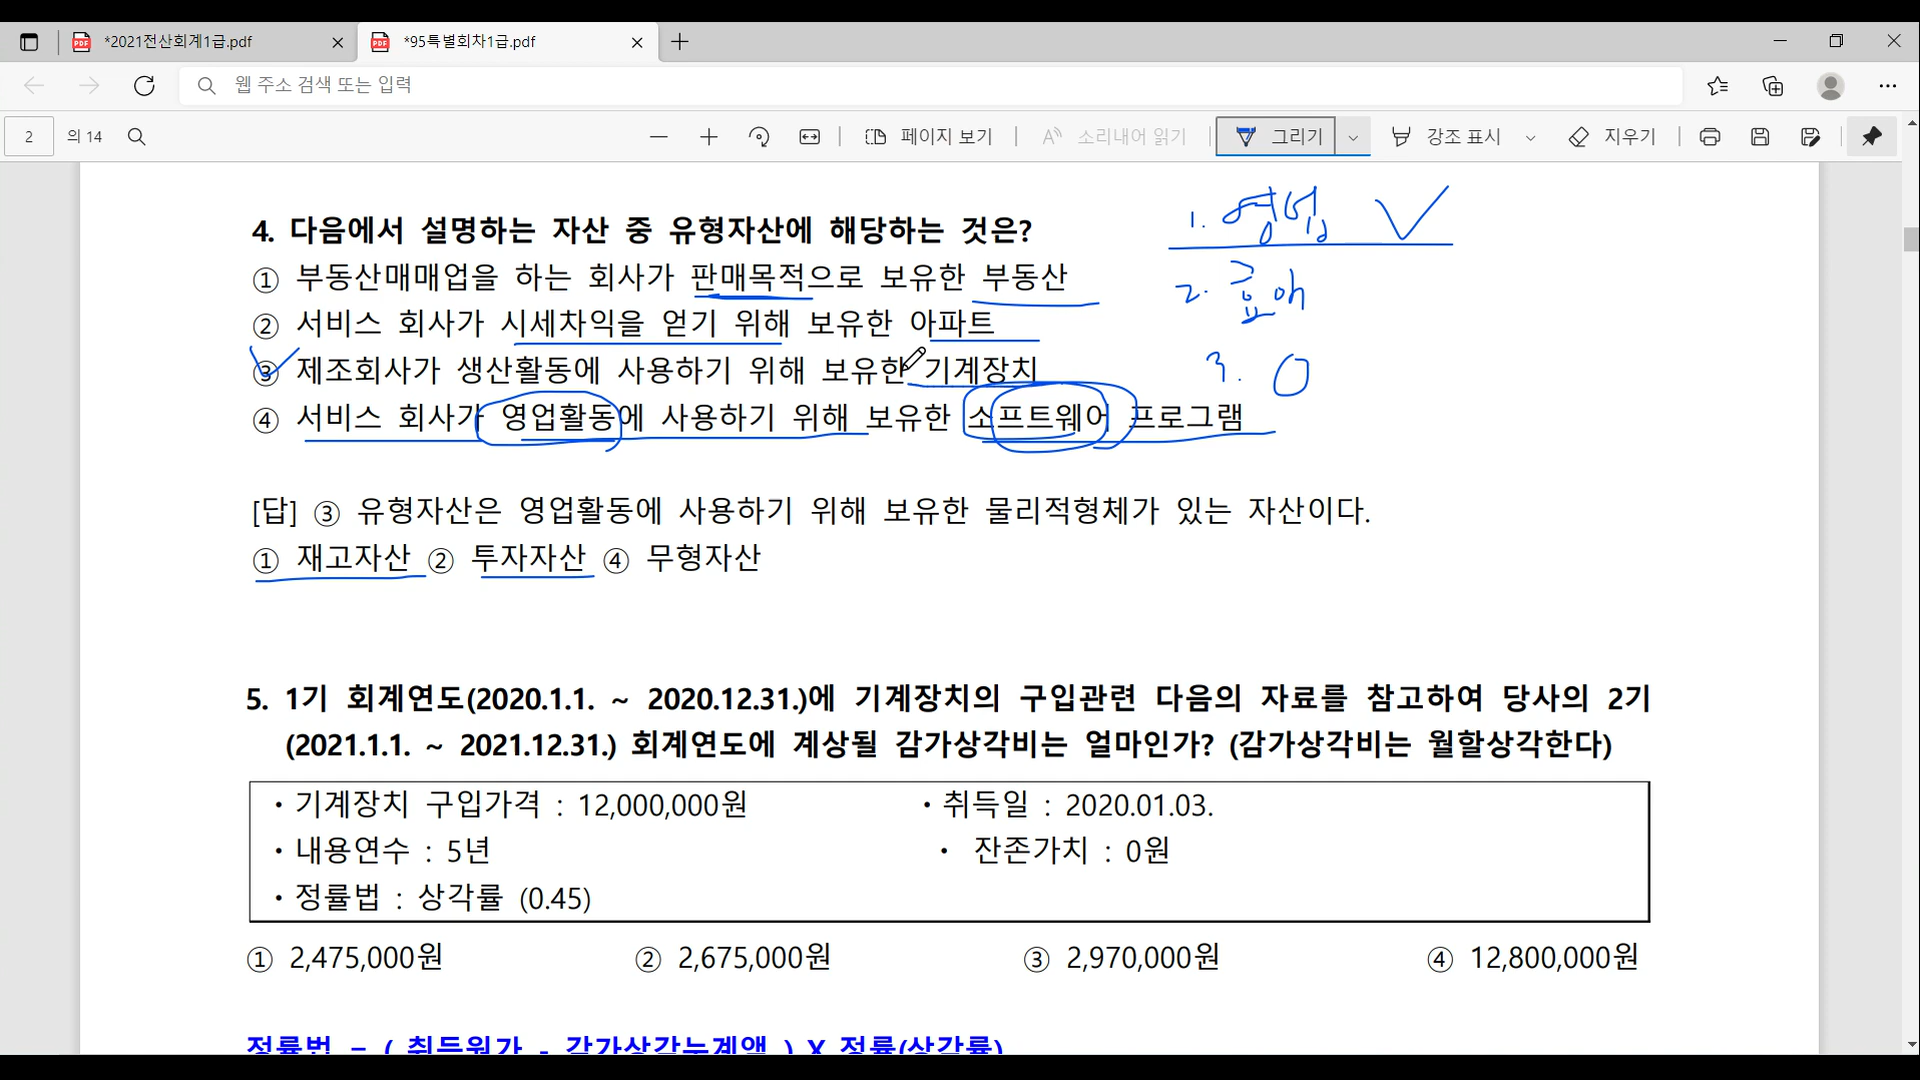 *2021전산회계1급.pdf
*95특별회차1급.pdf
웹 주소 검색 또는 입력
2 의 14
페이지 보기
소리내어 읽기
그리기
강조 표시
지우기
4. 다음에서 설명하는 자산 중 유형자산에 해당하는 것은?
① 부동산매매업을 하는 회사가 판매목적으로 보유한 부동산
② 서비스 회사가 시세차익을 얻기 위해 보유한 아파트
③ 제조회사가 생산활동에 사용하기 위해 보유한 기계장치
④ 서비스 회사가 영업활동에 사용하기 위해 보유한 소프트웨어 프로그램
1.
2.
3. O
[답] ③ 유형자산은 영업활동에 사용하기 위해 보유한 물리적형체가 있는 자산이다.
① 재고자산 ② 투자자산 ④ 무형자산
5. 1기 회계연도(2020.1.1. ~ 2020.12.31.)에 기계장치의 구입관련 다음의 자료를 참고하여 당사의 2기
(2021.1.1. ~ 2021.12.31.) 회계연도에 계상될 감가상각비는 얼마인가? (감가상각비는 월할상각한다)
・기계장치 구입가격 : 12,000,000원 ・취득일 : 2020.01.03.
・내용연수 : 5년 ・ 잔존가치 : 0원
・정률법 : 상각률 (0.45)
① 2,475,000원 ② 2,675,000원 ③ 2,970,000원 ④ 12,800,000원
정률법 = ( 취득원가 - 감가상각누계액 ) X 정률(상각률)